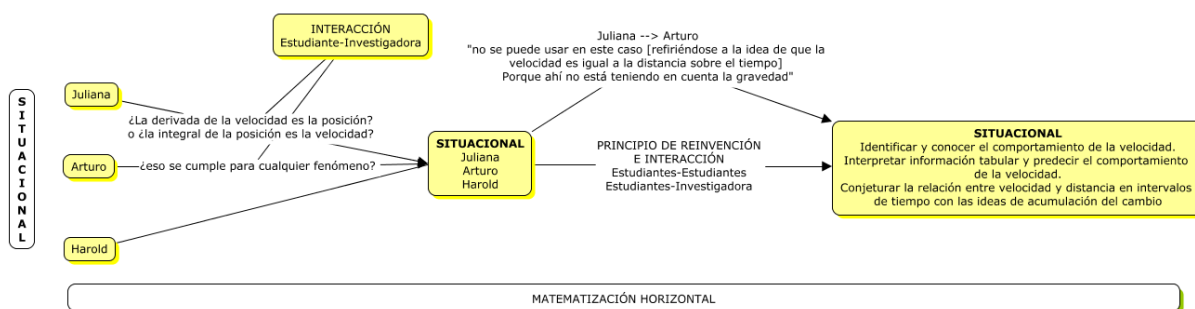 INTERACCIÓN
Estudiante-Investigadora
Juliana --> Arturo
"no se puede usar en este caso [refiriéndose a la idea de que la
velocidad es igual a la distancia sobre el tiempo]
Porque ahí no está teniendo en cuenta la gravedad"
SITUACIONAL
Juliana
¿La derivada de la velocidad es la posición?
o ¿la integral de la posición es la velocidad?
Arturo
¿eso se cumple para cualquier fenómeno?
Harold
SITUACIONAL
Juliana
Arturo
Harold
PRINCIPIO DE REINVENCIÓN
E INTERACCIÓN
Estudiantes-Estudiantes
Estudiantes-Investigadora
SITUACIONAL
Identificar y conocer el comportamiento de la velocidad.
Interpretar información tabular y predecir el comportamiento
de la velocidad.
Conjeturar la relación entre velocidad y distancia en intervalos
de tiempo con las ideas de acumulación del cambio
MATEMATIZACIÓN HORIZONTAL